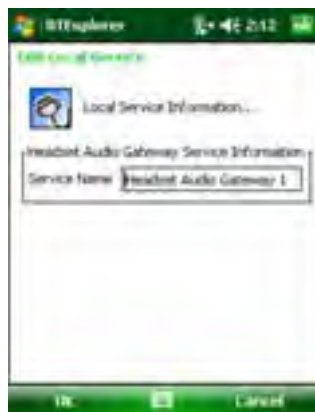 BTExplorer 2:12
Edit Local Service
Local Service Information...
Headset Audio Gateway Service Information
Service Name Headset Audio Gateway 1
OK Cancel